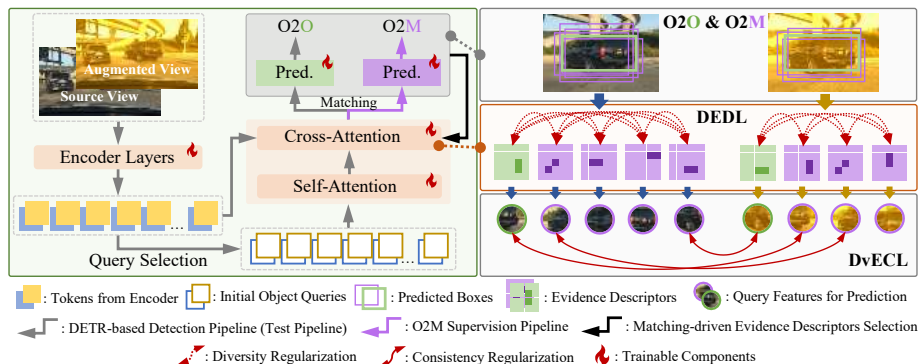 Augmented View
Source View
Encoder Layers
Query Selection
O2O
O2M
Pred.
Pred.
Matching
Cross-Attention
Self-Attention
...
...
O2O & O2M
DEDL
DvECL
: Tokens from Encoder
: Initial Object Queries
: Predicted Boxes
: Evidence Descriptors
: Query Features for Prediction
: DETR-based Detection Pipeline (Test Pipeline)
: O2M Supervision Pipeline
: Matching-driven Evidence Descriptors Selection
: Diversity Regularization
: Consistency Regularization
: Trainable Components